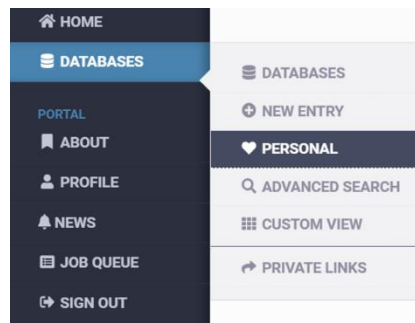 HOME
DATABASES
PORTAL
ABOUT
PROFILE
NEWS
JOB QUEUE
SIGN OUT
DATABASES
NEW ENTRY
PERSONAL
ADVANCED SEARCH
CUSTOM VIEW
PRIVATE LINKS